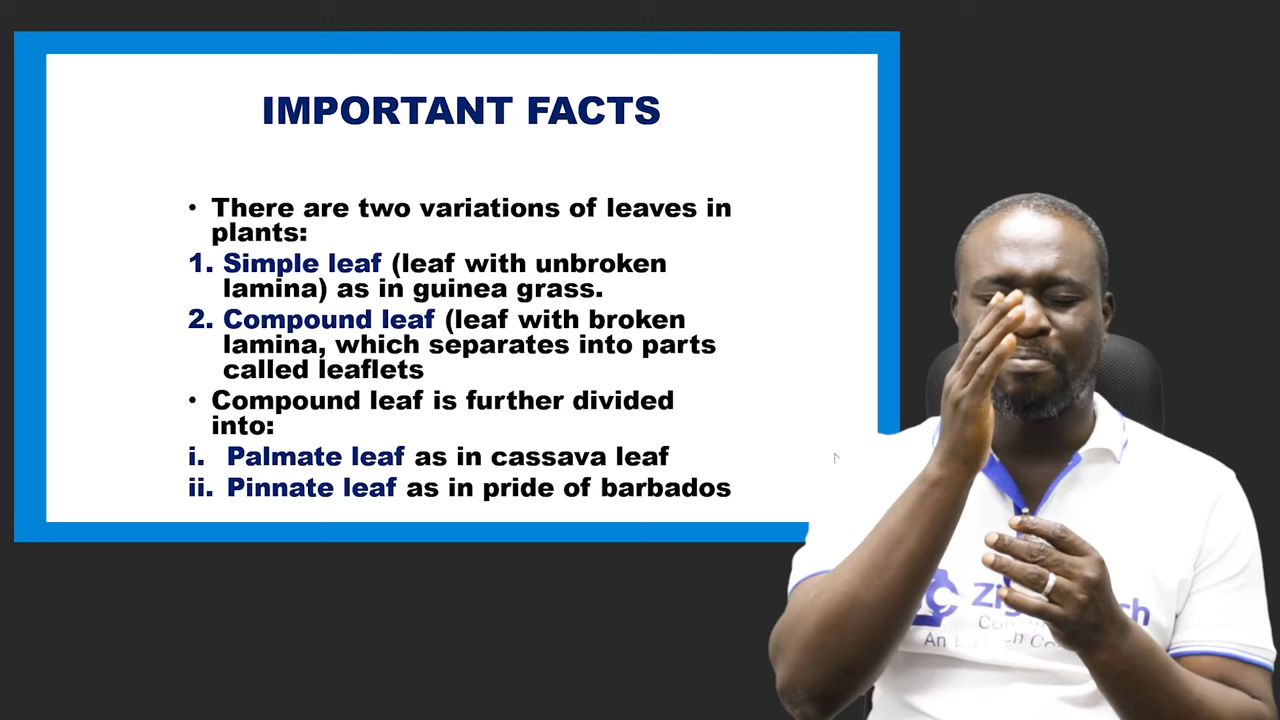 IMPORTANT FACTS
• There are two variations of leaves in
plants:
1. Simple leaf (leaf with unbroken
lamina) as in guinea grass.
2. Compound leaf (leaf with broken
lamina, which separates into parts
called leaflets
• Compound leaf is further divided
into:
i. Palmate leaf as in cassava leaf
ii. Pinnate leaf as in pride of barbados
An